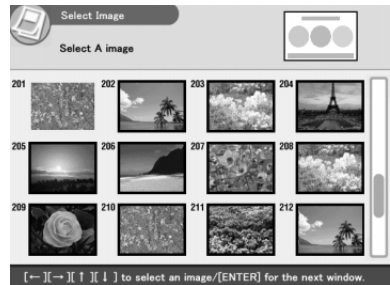 Select Image
Select A image
201 202 203 204
205 206 207 208
209 210 211 212
[←][→][↑][↓] to select an image/[ENTER] for the next window.